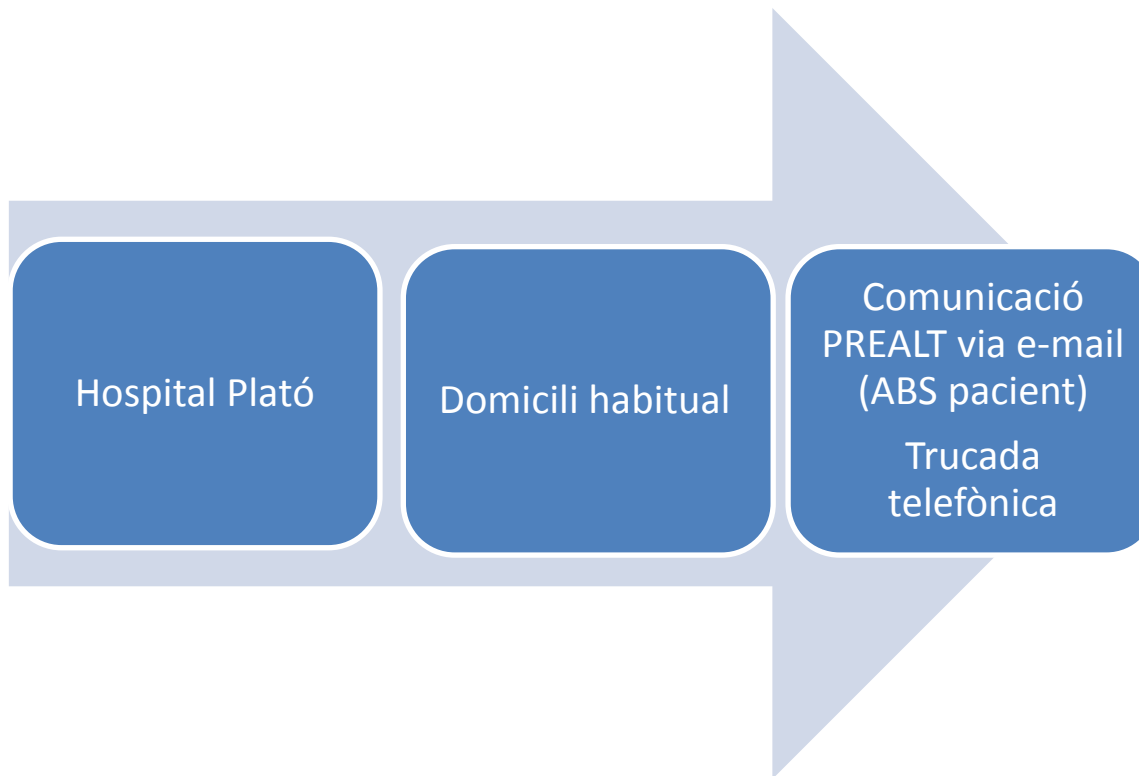 Hospital Plató
Domicili habitual
Comunicació
PREALT via e-mail
(ABS pacient)
Trucada
telefònica